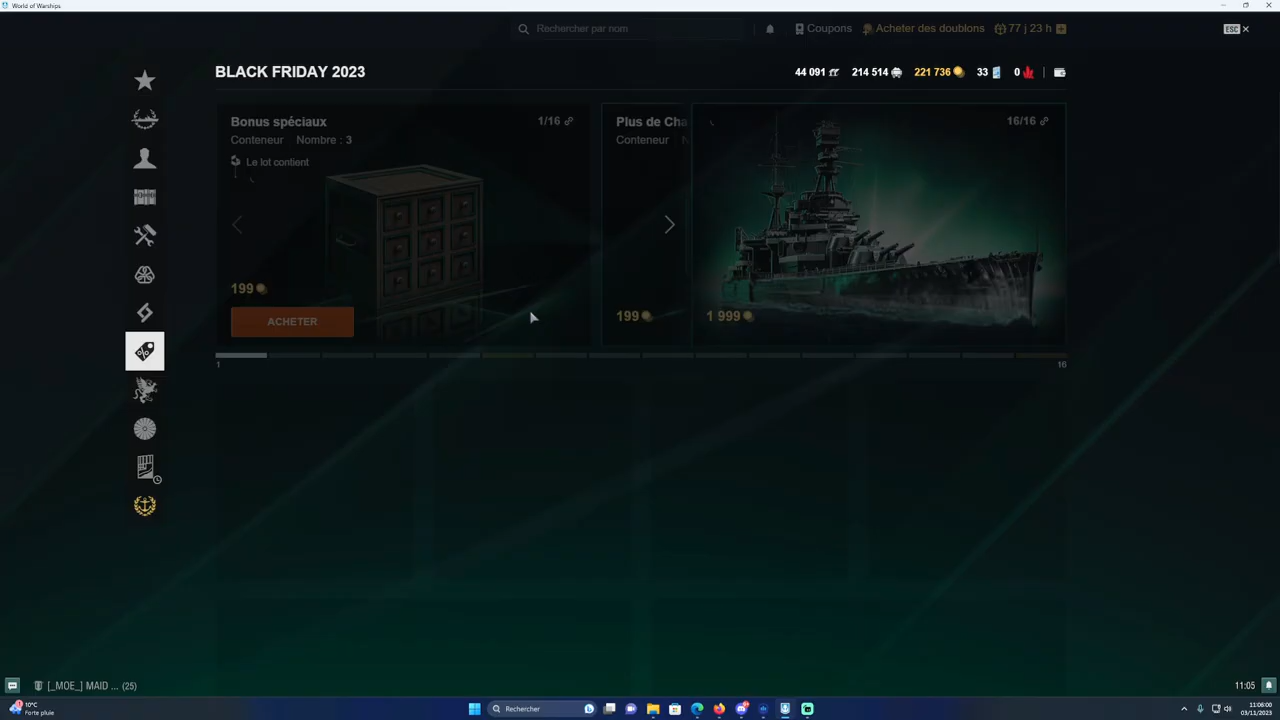 World of Warships
Rechercher par nom
Coupons
Acheter des doublons
77 j 23 h
ESC
BLACK FRIDAY 2023
44 091
214 514
221 736
33
0
Bonus spéciaux
1/16
Conteneur Nombre : 3
Le lot contient
199
ACHETER
Plus de Cha
Conteneur N
199
16/16
1 999
1
16
[_MOE_] MAID ... (25)
11:05
10°C
Forte pluie
Rechercher
11:06:00
03/11/2023